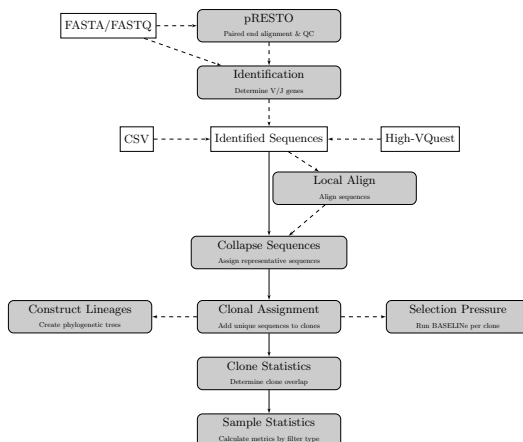 FASTA/FASTQ
pRESTO
Paired end alignment & QC
Identification
Determine V/J genes
CSV
Identified Sequences
High-VQuest
Local Align
Align sequences
Collapse Sequences
Assign representative sequences
Construct Lineages
Create phylogenetic trees
Clonal Assignment
Add unique sequences to clones
Selection Pressure
Run BASELINe per clone
Clone Statistics
Determine clone overlap
Sample Statistics
Calculate metrics by filter type